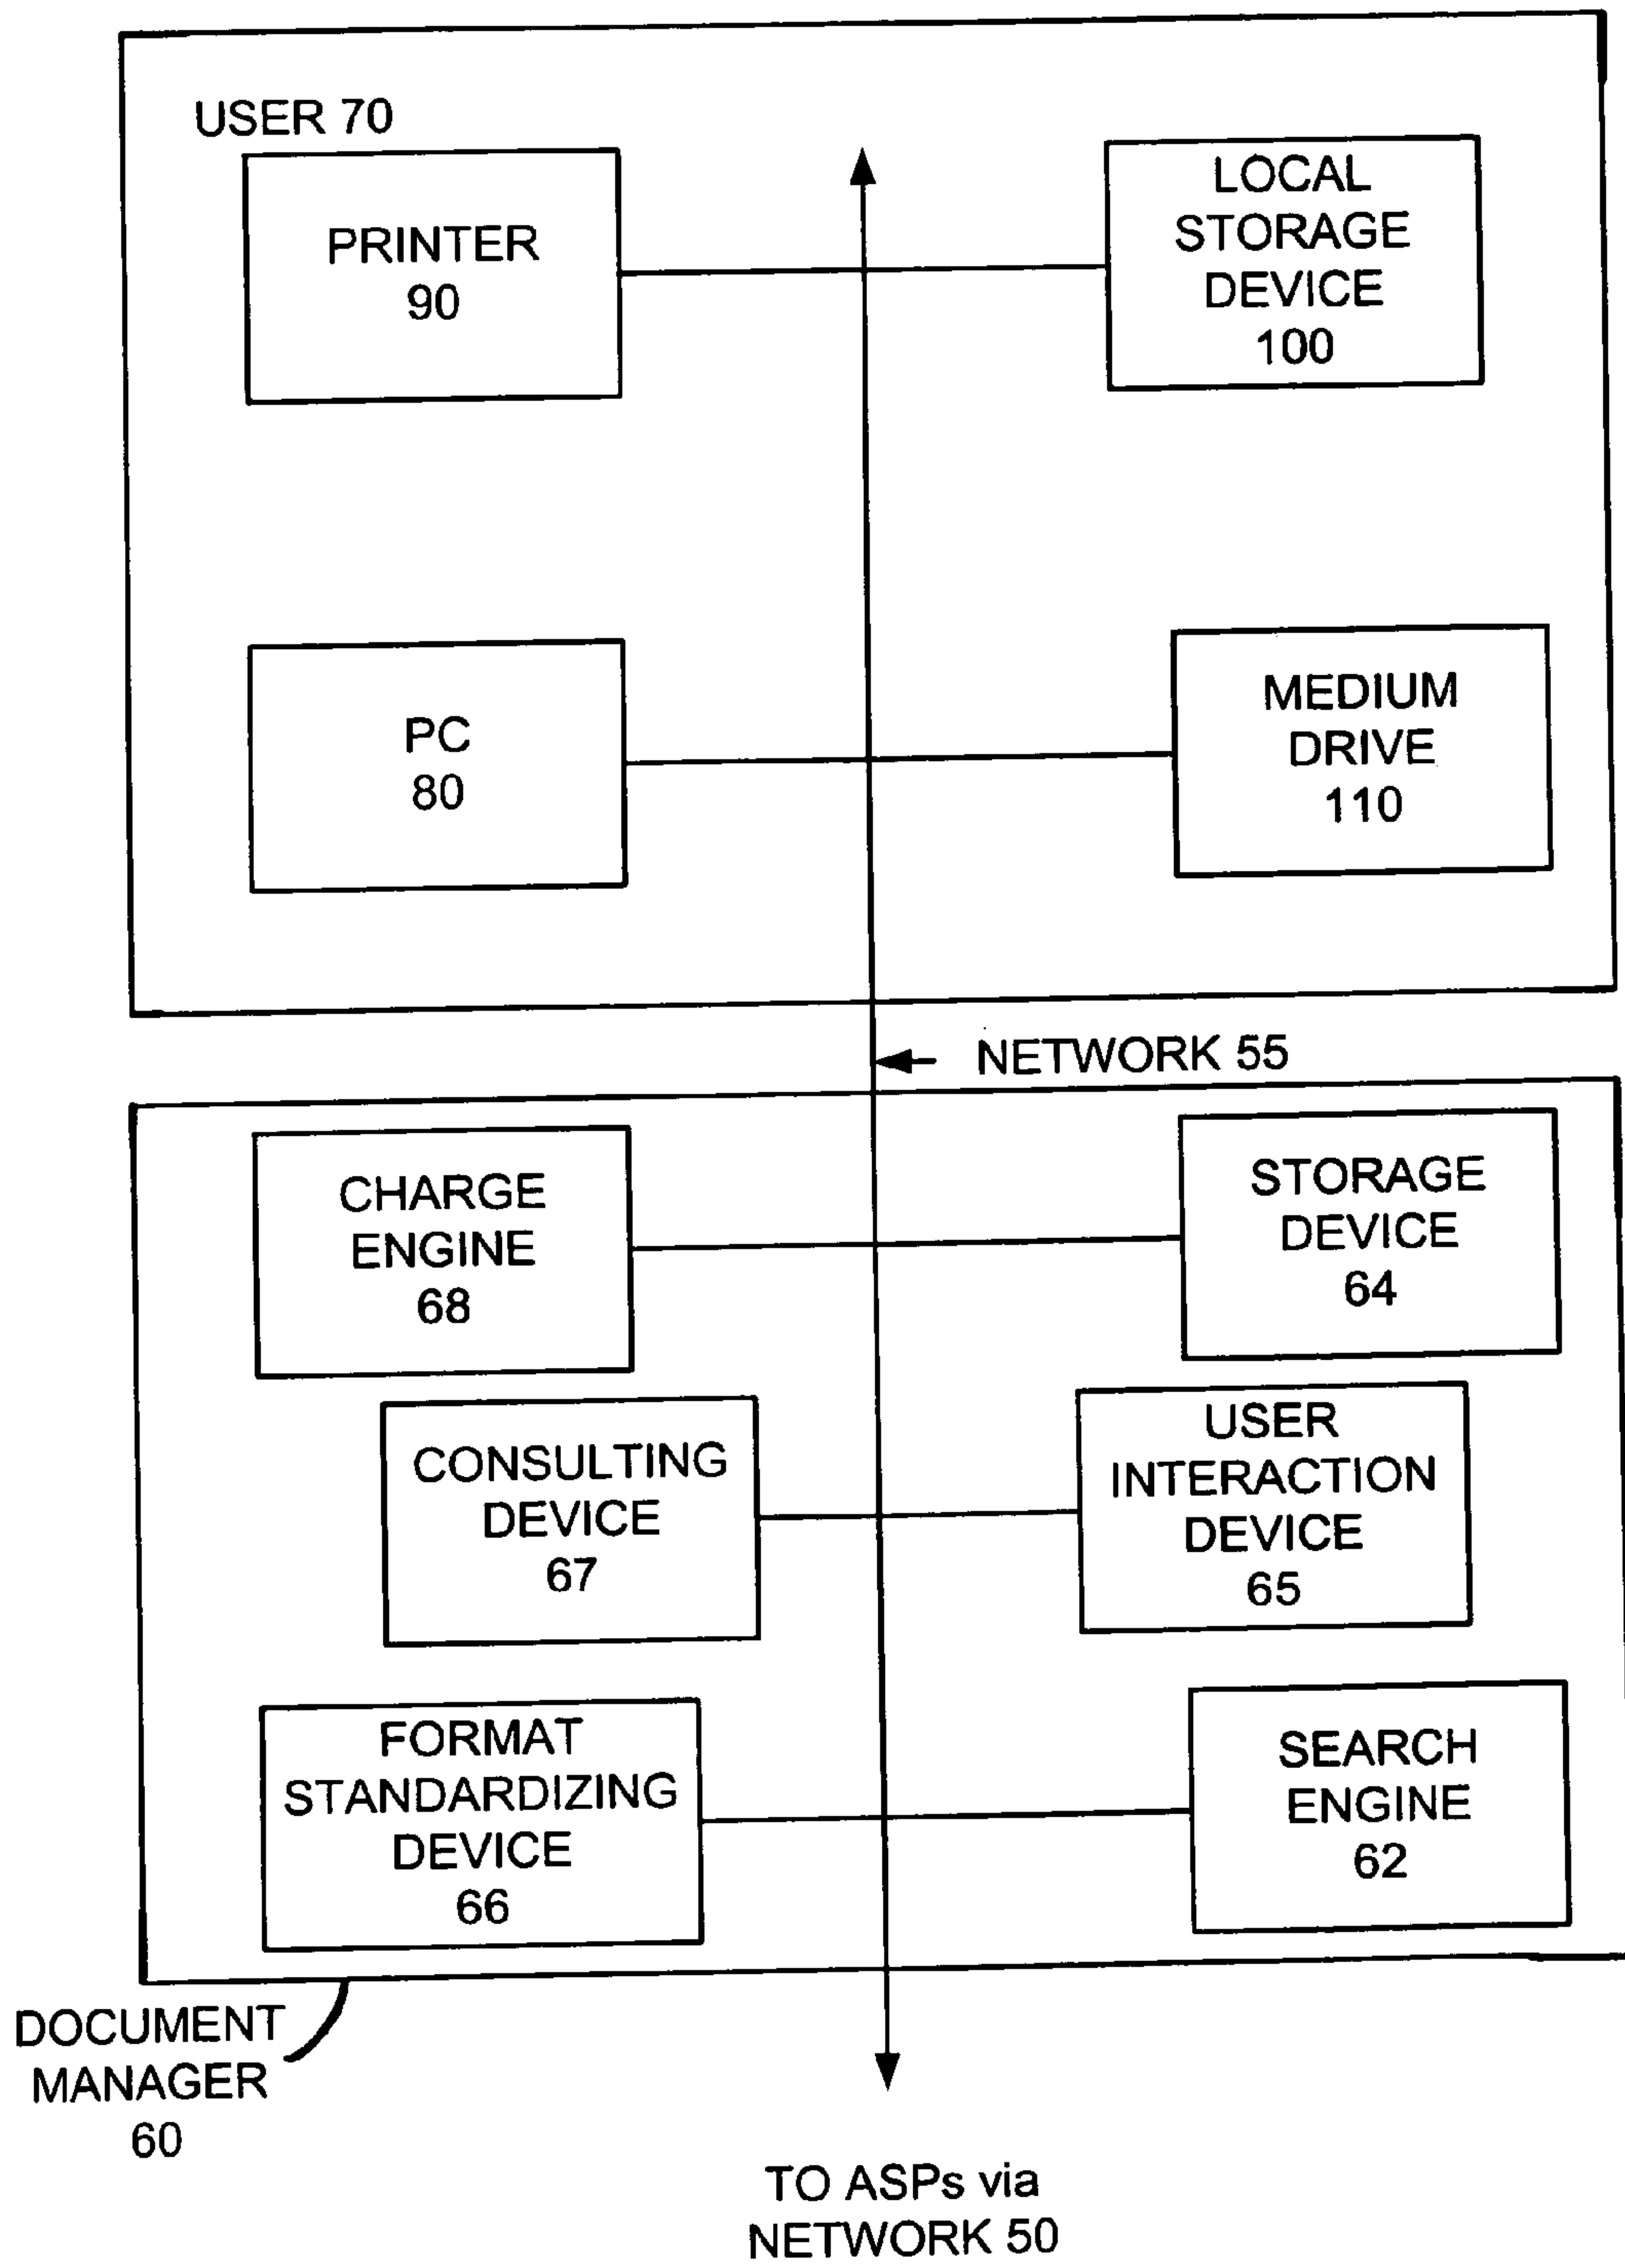 USER 70
PRINTER
90
LOCAL
STORAGE
DEVICE
100
PC
80
MEDIUM
DRIVE
110
NETWORK 55
CHARGE
ENGINE
68
STORAGE
DEVICE
64
CONSULTING
DEVICE
67
USER
INTERACTION
DEVICE
65
FORMAT
STANDARDIZING
DEVICE
66
SEARCH
ENGINE
62
DOCUMENT
MANAGER
60
TO ASPs via
NETWORK 50